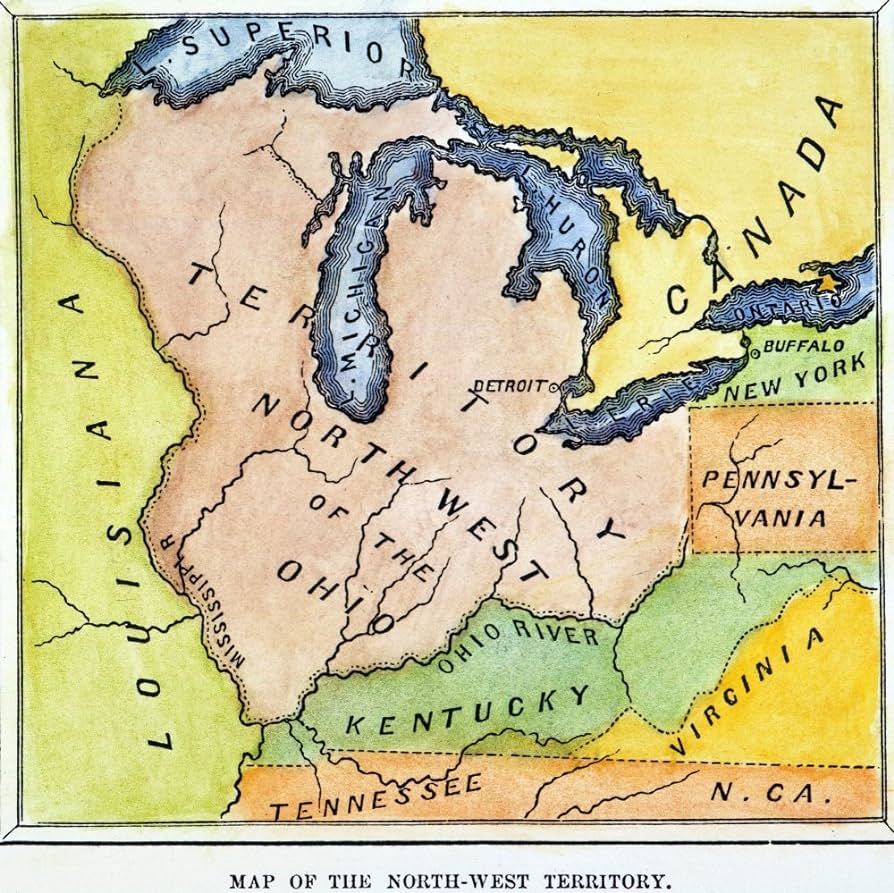 L. SUPERIOR
CANADA
L. HURON
L. MICHIGAN
ONTARIO
BUFFALO
NEW YORK
DETROIT
L. ERIE
TERRITORY
NORTH WEST
OF THE
OHIO
LOUISIANA
PENNSYL-
VANIA
MISSISSIPPI R
OHIO RIVER
KENTUCKY
VIRGINIA
TENNESSEE
N. CA.
MAP OF THE NORTH-WEST TERRITORY.